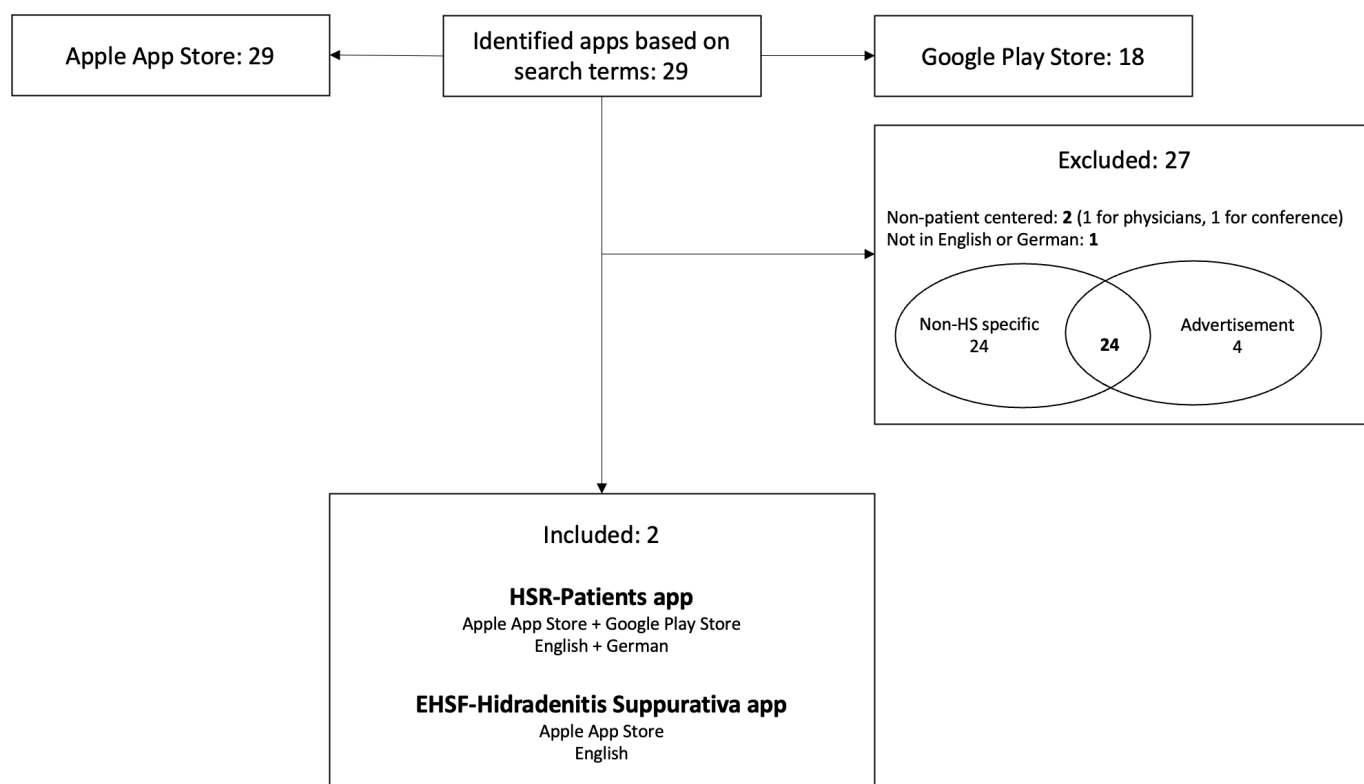 Apple App Store: 29
Identified apps based on
search terms: 29
Google Play Store: 18
Excluded: 27
Non-patient centered: 2 (1 for physicians, 1 for conference)
Not in English or German: 1
Non-HS specific
24
24
Advertisement
4
Included: 2
HSR-Patients app
Apple App Store + Google Play Store
English + German
EHSF-Hidradenitis Suppurativa app
Apple App Store
English